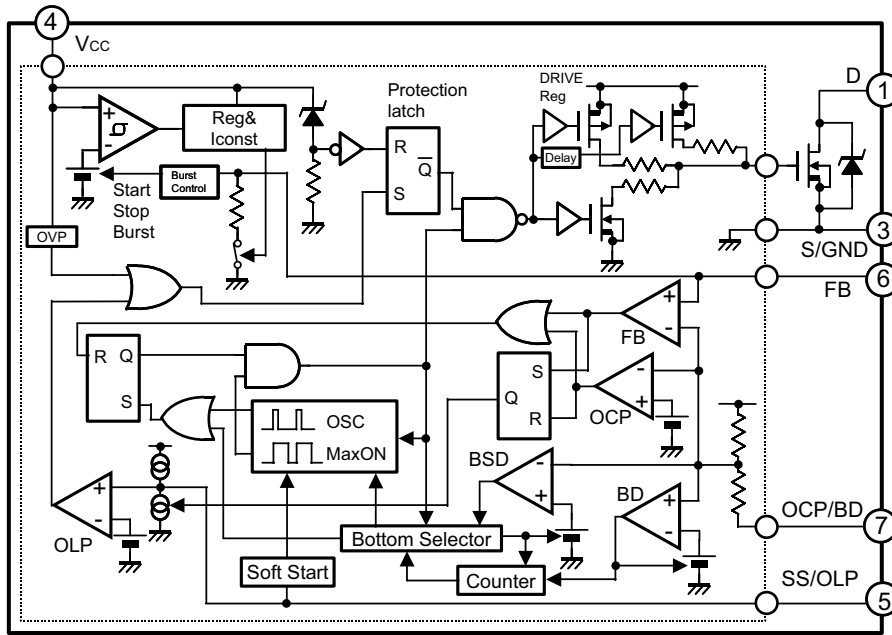 4
VCC
D
1
Protection
latch
DRIVE
Reg
+
-
Reg&
Iconst
R
Q
S
Delay
Burst
Control
Start
Stop
Burst
OVP
3
S/GND
6
FB
+
-
FB
R
Q
S
S
Q
R
-
+
OCP
OSC
MaxON
BSD
-
+
BD
+
-
+
-
OLP
OCP/BD
7
Bottom Selector
Soft Start
Counter
SS/OLP
5